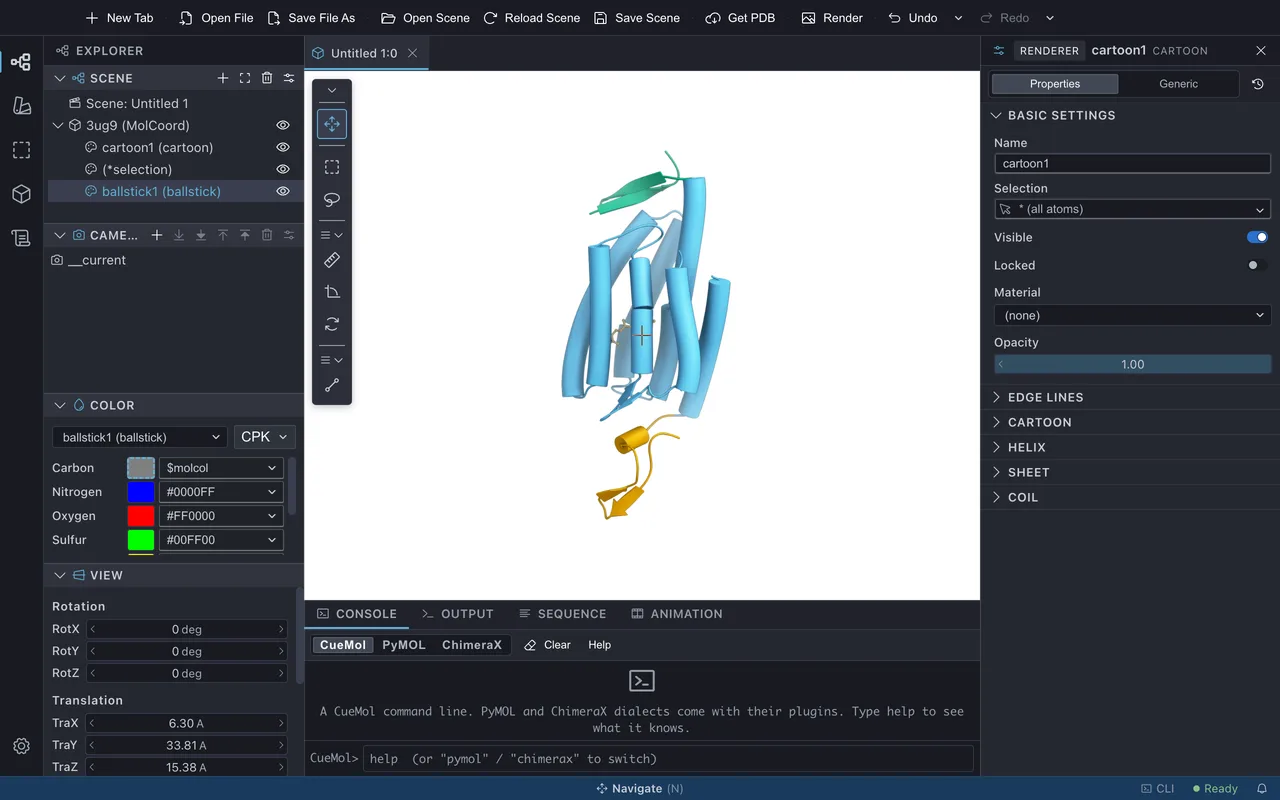 New Tab Open File Save File As Open Scene Reload Scene Save Scene Get PDB Render Undo Redo
EXPLORER
SCENE
Scene: Untitled 1
3ug9 (MolCoord)
cartoon1 (cartoon)
(*selection)
ballstick1 (ballstick)
CAME...
__current
COLOR
ballstick1 (ballstick) CPK
Carbon $molcol
Nitrogen #0000FF
Oxygen #FF0000
Sulfur #00FF00
VIEW
Rotation
RotX 0 deg
RotY 0 deg
RotZ 0 deg
Translation
TraX 6.30 A
TraY 33.81 A
TraZ 15.38 A
Untitled 1:0
CONSOLE OUTPUT SEQUENCE ANIMATION
CueMol PyMOL ChimeraX Clear Help
A CueMol command line. PyMOL and ChimeraX dialects come with their plugins. Type help to see
what it knows.
CueMol> help (or "pymol" / "chimerax" to switch)
RENDERER cartoon1 CARTOON
Properties Generic
BASIC SETTINGS
Name
cartoon1
Selection
* (all atoms)
Visible
Locked
Material
(none)
Opacity
1.00
EDGE LINES
CARTOON
HELIX
SHEET
COIL
Navigate (N)
CLI Ready